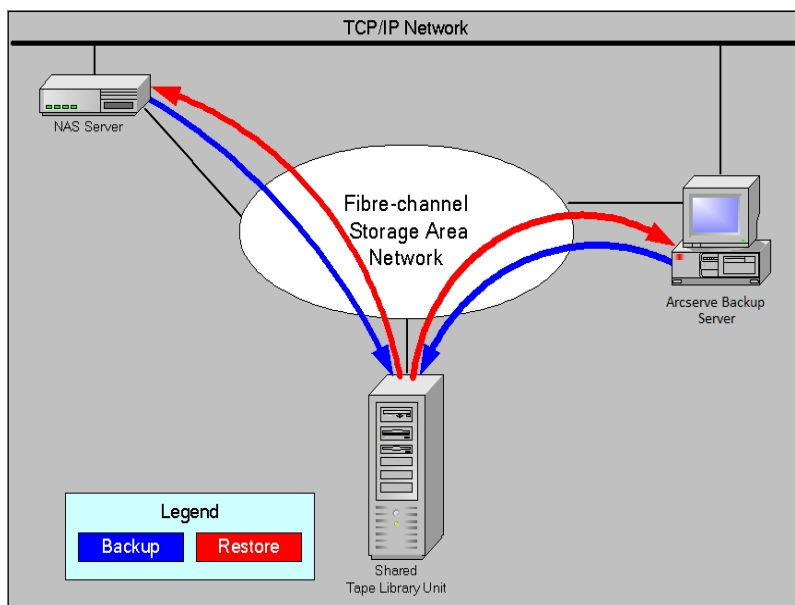 TCP/IP Network
NAS Server
Fibre-channel
Storage Area
Network
Arcserve Backup
Server
Legend
Backup
Restore
Shared
Tape Library Unit